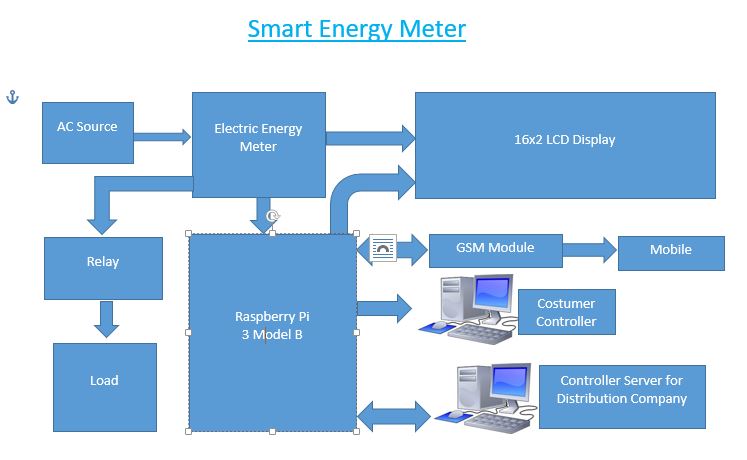 Smart Energy Meter
AC Source
Electric Energy
Meter
16x2 LCD Display
Relay
Raspberry Pi
3 Model B
GSM Module
Mobile
Costumer
Controller
Load
Controller Server for
Distribution Company